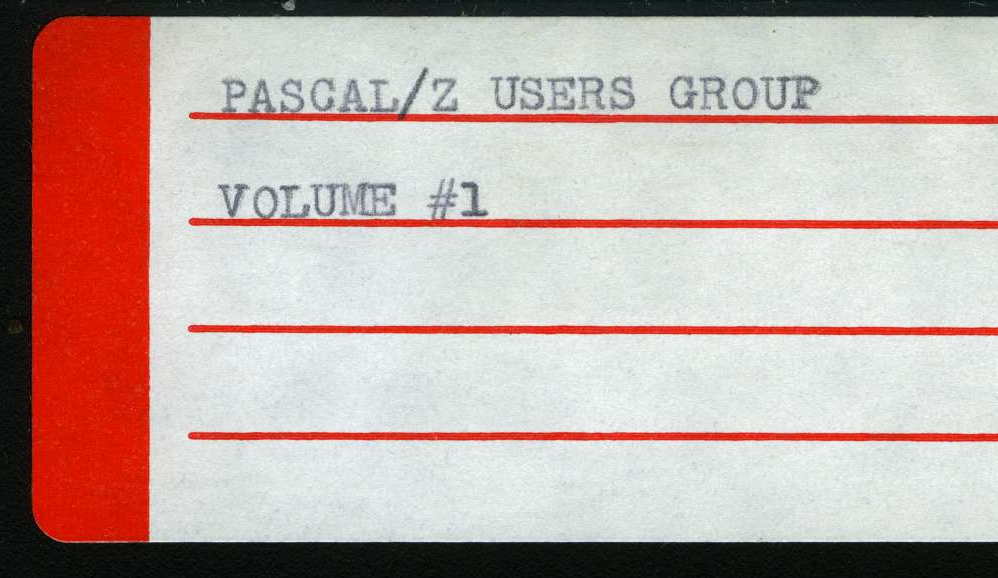 PASCAL/Z USERS GROUP
VOLUME #1